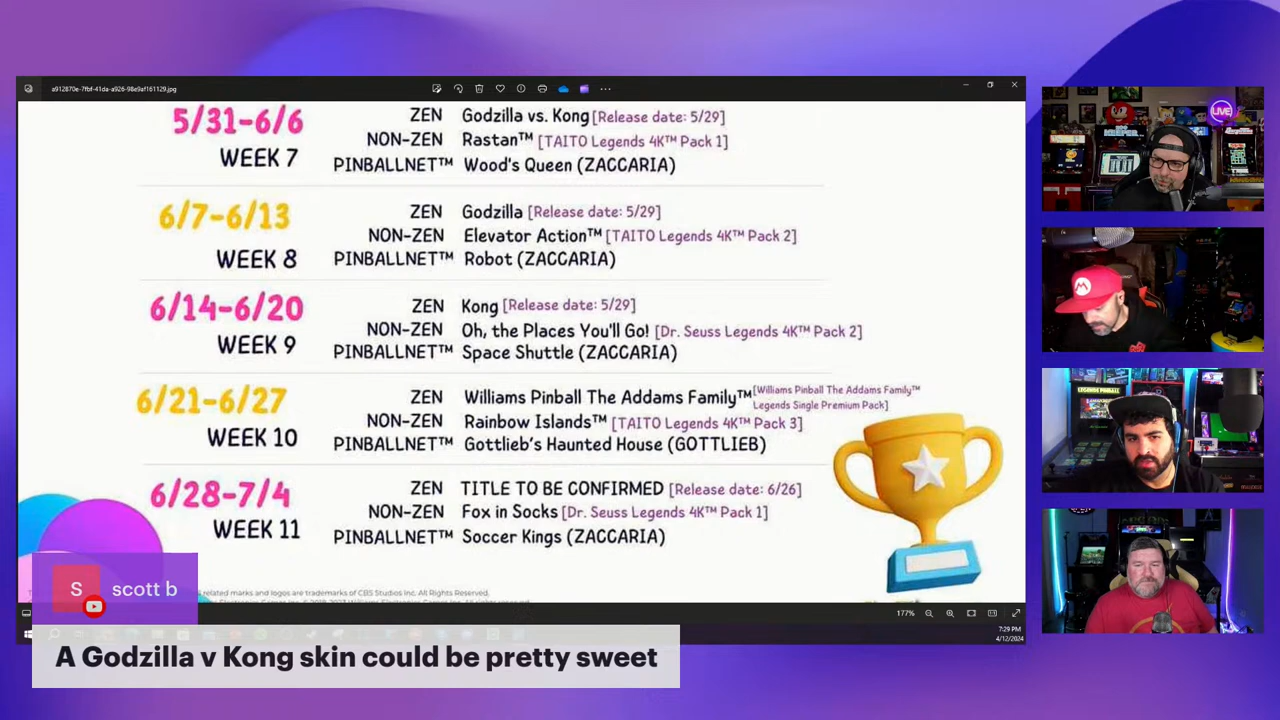 a912870e-7fbf-41da-a926-98e9af161129.jpg
5/31-6/6
WEEK 7
ZEN Godzilla vs. Kong [Release date: 5/29]
NON-ZEN Rastan™ [TAITO Legends 4K™ Pack 1]
PINBALLNET™ Wood's Queen (ZACCARIA)
6/7-6/13
WEEK 8
ZEN Godzilla [Release date: 5/29]
NON-ZEN Elevator Action™ [TAITO Legends 4K™ Pack 2]
PINBALLNET™ Robot (ZACCARIA)
6/14-6/20
WEEK 9
ZEN Kong [Release date: 5/29]
NON-ZEN Oh, the Places You'll Go! [Dr. Seuss Legends 4K™ Pack 2]
PINBALLNET™ Space Shuttle (ZACCARIA)
6/21-6/27
WEEK 10
ZEN Williams Pinball The Addams Family™ [Williams Pinball The Addams Family™
Legends Single Premium Pack]
NON-ZEN Rainbow Islands™ [TAITO Legends 4K™ Pack 3]
PINBALLNET™ Gottlieb's Haunted House (GOTTLIEB)
6/28-7/4
WEEK 11
ZEN TITLE TO BE CONFIRMED [Release date: 6/26]
NON-ZEN Fox in Socks [Dr. Seuss Legends 4K™ Pack 1]
PINBALLNET™ Soccer Kings (ZACCARIA)
related marks and logos are trademarks of CBS Studios Inc. All Rights Reserved.
177%
7:29 PM
4/12/2024
S scott b
A Godzilla v Kong skin could be pretty sweet
LIVE
M